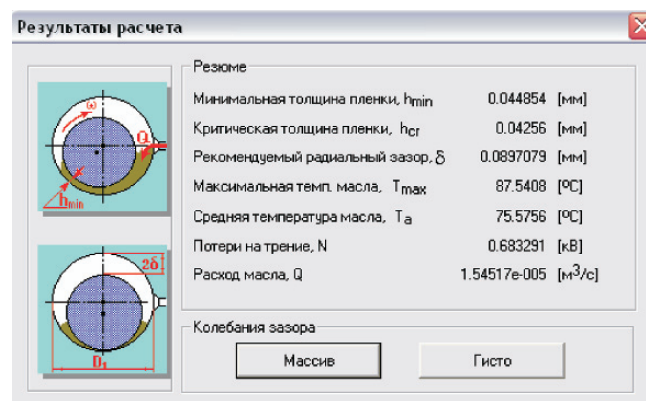 Результаты расчета
Резюме
Минимальная толщина пленки, hmin 0.044854 [мм]
Критическая толщина пленки, hcr 0.04256 [мм]
Рекомендуемый радиальный зазор, δ 0.0897079 [мм]
Максимальная темп. масла, Tmax 87.5408 [ºC]
Средняя температура масла, Ta 75.5756 [ºC]
Потери на трение, N 0.683291 [кВ]
Расход масла, Q 1.54517e-005 [м³/с]
ω
Q
hmin
2δ
D₁
Колебания зазора
Массив Гисто